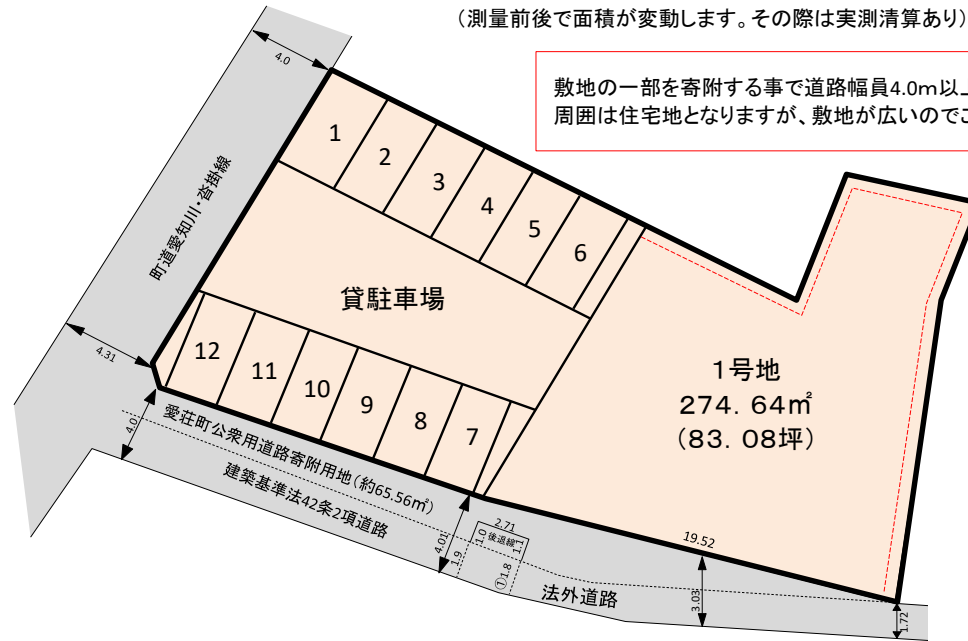 (測量前後で面積が変動します。その際は実測清算あり)
敷地の一部を寄附する事で道路幅員4.0m以上
周囲は住宅地となりますが、敷地が広いのでご
4.0
町道愛知川・沓掛線
1
2
3
4
5
6
貸駐車場
12
11
10
9
8
7
1号地
274.64㎡
(83.08坪)
4.31
4.0
愛荘町公衆用道路寄附用地(約65.56㎡)
建築基準法42条2項道路
4.01
1.9
2.71
1.0
後退線
1.1
①1.8
法外道路
19.52
3.03
1.72